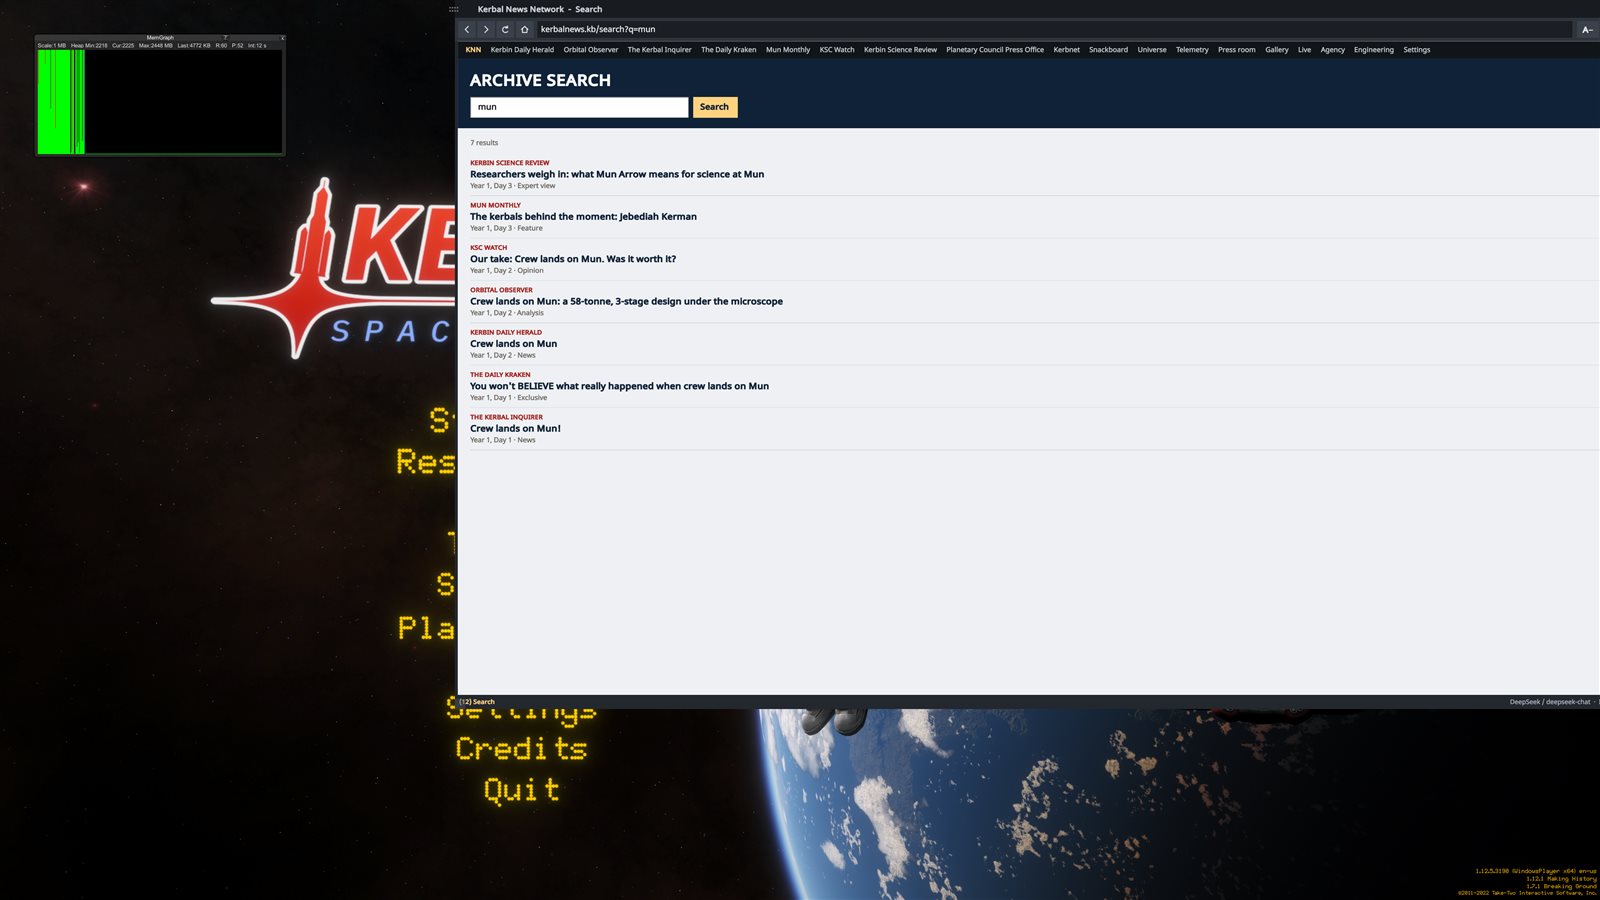 Kerbal News Network - Search
kerbalnews.kb/search?q=mun
A-
KNN Kerbin Daily Herald Orbital Observer The Kerbal Inquirer The Daily Kraken Mun Monthly KSC Watch Kerbin Science Review Planetary Council Press Office Kerbnet Snackboard Universe Telemetry Press room Gallery Live Agency Engineering Settings
MemGraph
Scale:1 MB Heap Min:2218 Cur:2225 Max:2448 MB Last:4772 KB R:60 P:52 Int:12 s
ARCHIVE SEARCH
mun
Search
7 results
KERBIN SCIENCE REVIEW
Researchers weigh in: what Mun Arrow means for science at Mun
Year 1, Day 3 · Expert view
MUN MONTHLY
The kerbals behind the moment: Jebediah Kerman
Year 1, Day 3 · Feature
KSC WATCH
Our take: Crew lands on Mun. Was it worth it?
Year 1, Day 2 · Opinion
ORBITAL OBSERVER
Crew lands on Mun: a 58-tonne, 3-stage design under the microscope
Year 1, Day 2 · Analysis
KERBIN DAILY HERALD
Crew lands on Mun
Year 1, Day 2 · News
THE DAILY KRAKEN
You won't BELIEVE what really happened when crew lands on Mun
Year 1, Day 1 · Exclusive
THE KERBAL INQUIRER
Crew lands on Mun!
Year 1, Day 1 · News
(12) Search
DeepSeek / deepseek-chat ·
KE
SPAC
Res
Pla
Settings
Credits
Quit
1.12.5.3190 (WindowsPlayer x64) en-us
1.12.1 Making History
1.7.1 Breaking Ground
©2011-2022 Take-Two Interactive Software, Inc.